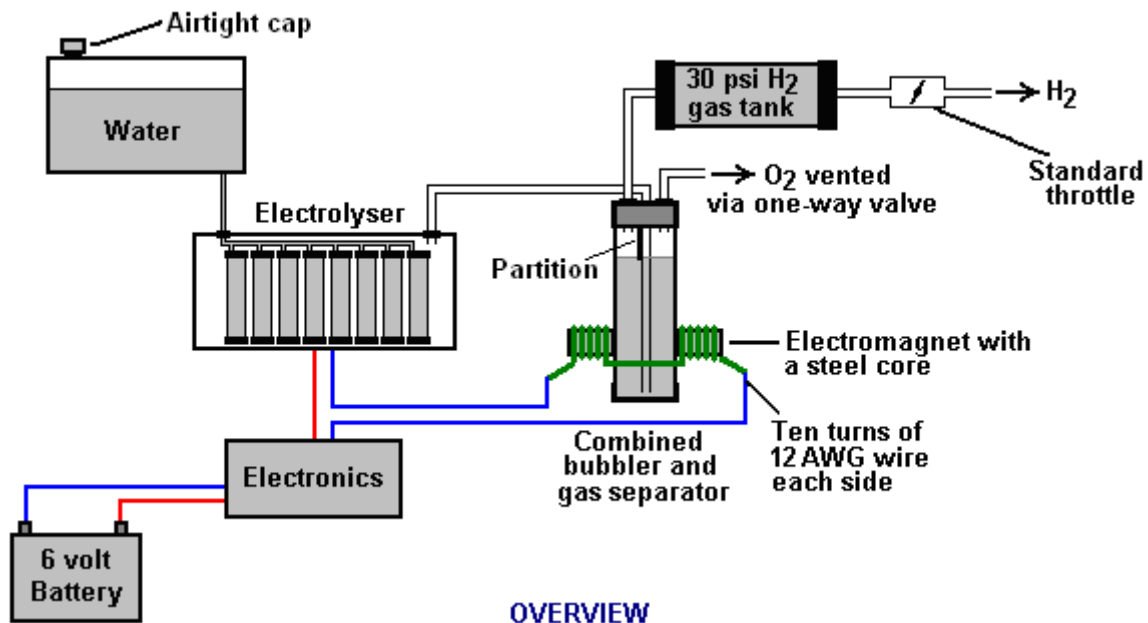 Airtight cap
Water
30 psi H2
gas tank
H2
Standard
throttle
O2 vented
via one-way valve
Electrolyser
Partition
Electromagnet with
a steel core
Combined
bubbler and
gas separator
Ten turns of
12 AWG wire
each side
Electronics
6 volt
Battery
OVERVIEW